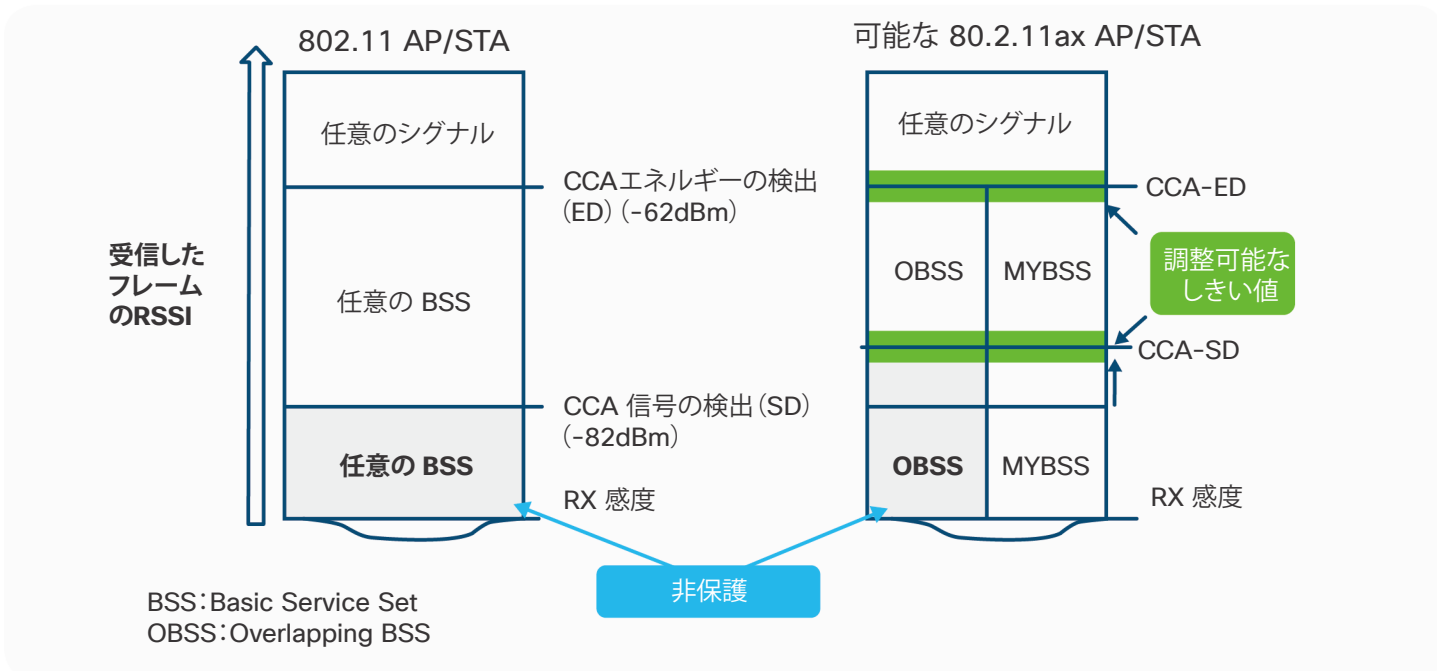 802.11 AP/STA
可能な 80.2.11ax AP/STA
受信した
フレーム
のRSSI
任意のシグナル
CCAエネルギーの検出
(ED) (-62dBm)
任意の BSS
CCA 信号の検出(SD)
(-82dBm)
任意の BSS
RX 感度
任意のシグナル
CCA-ED
OBSS
MYBSS
調整可能な
しきい値
CCA-SD
OBSS
MYBSS
RX 感度
非保護
BSS:Basic Service Set
OBSS:Overlapping BSS